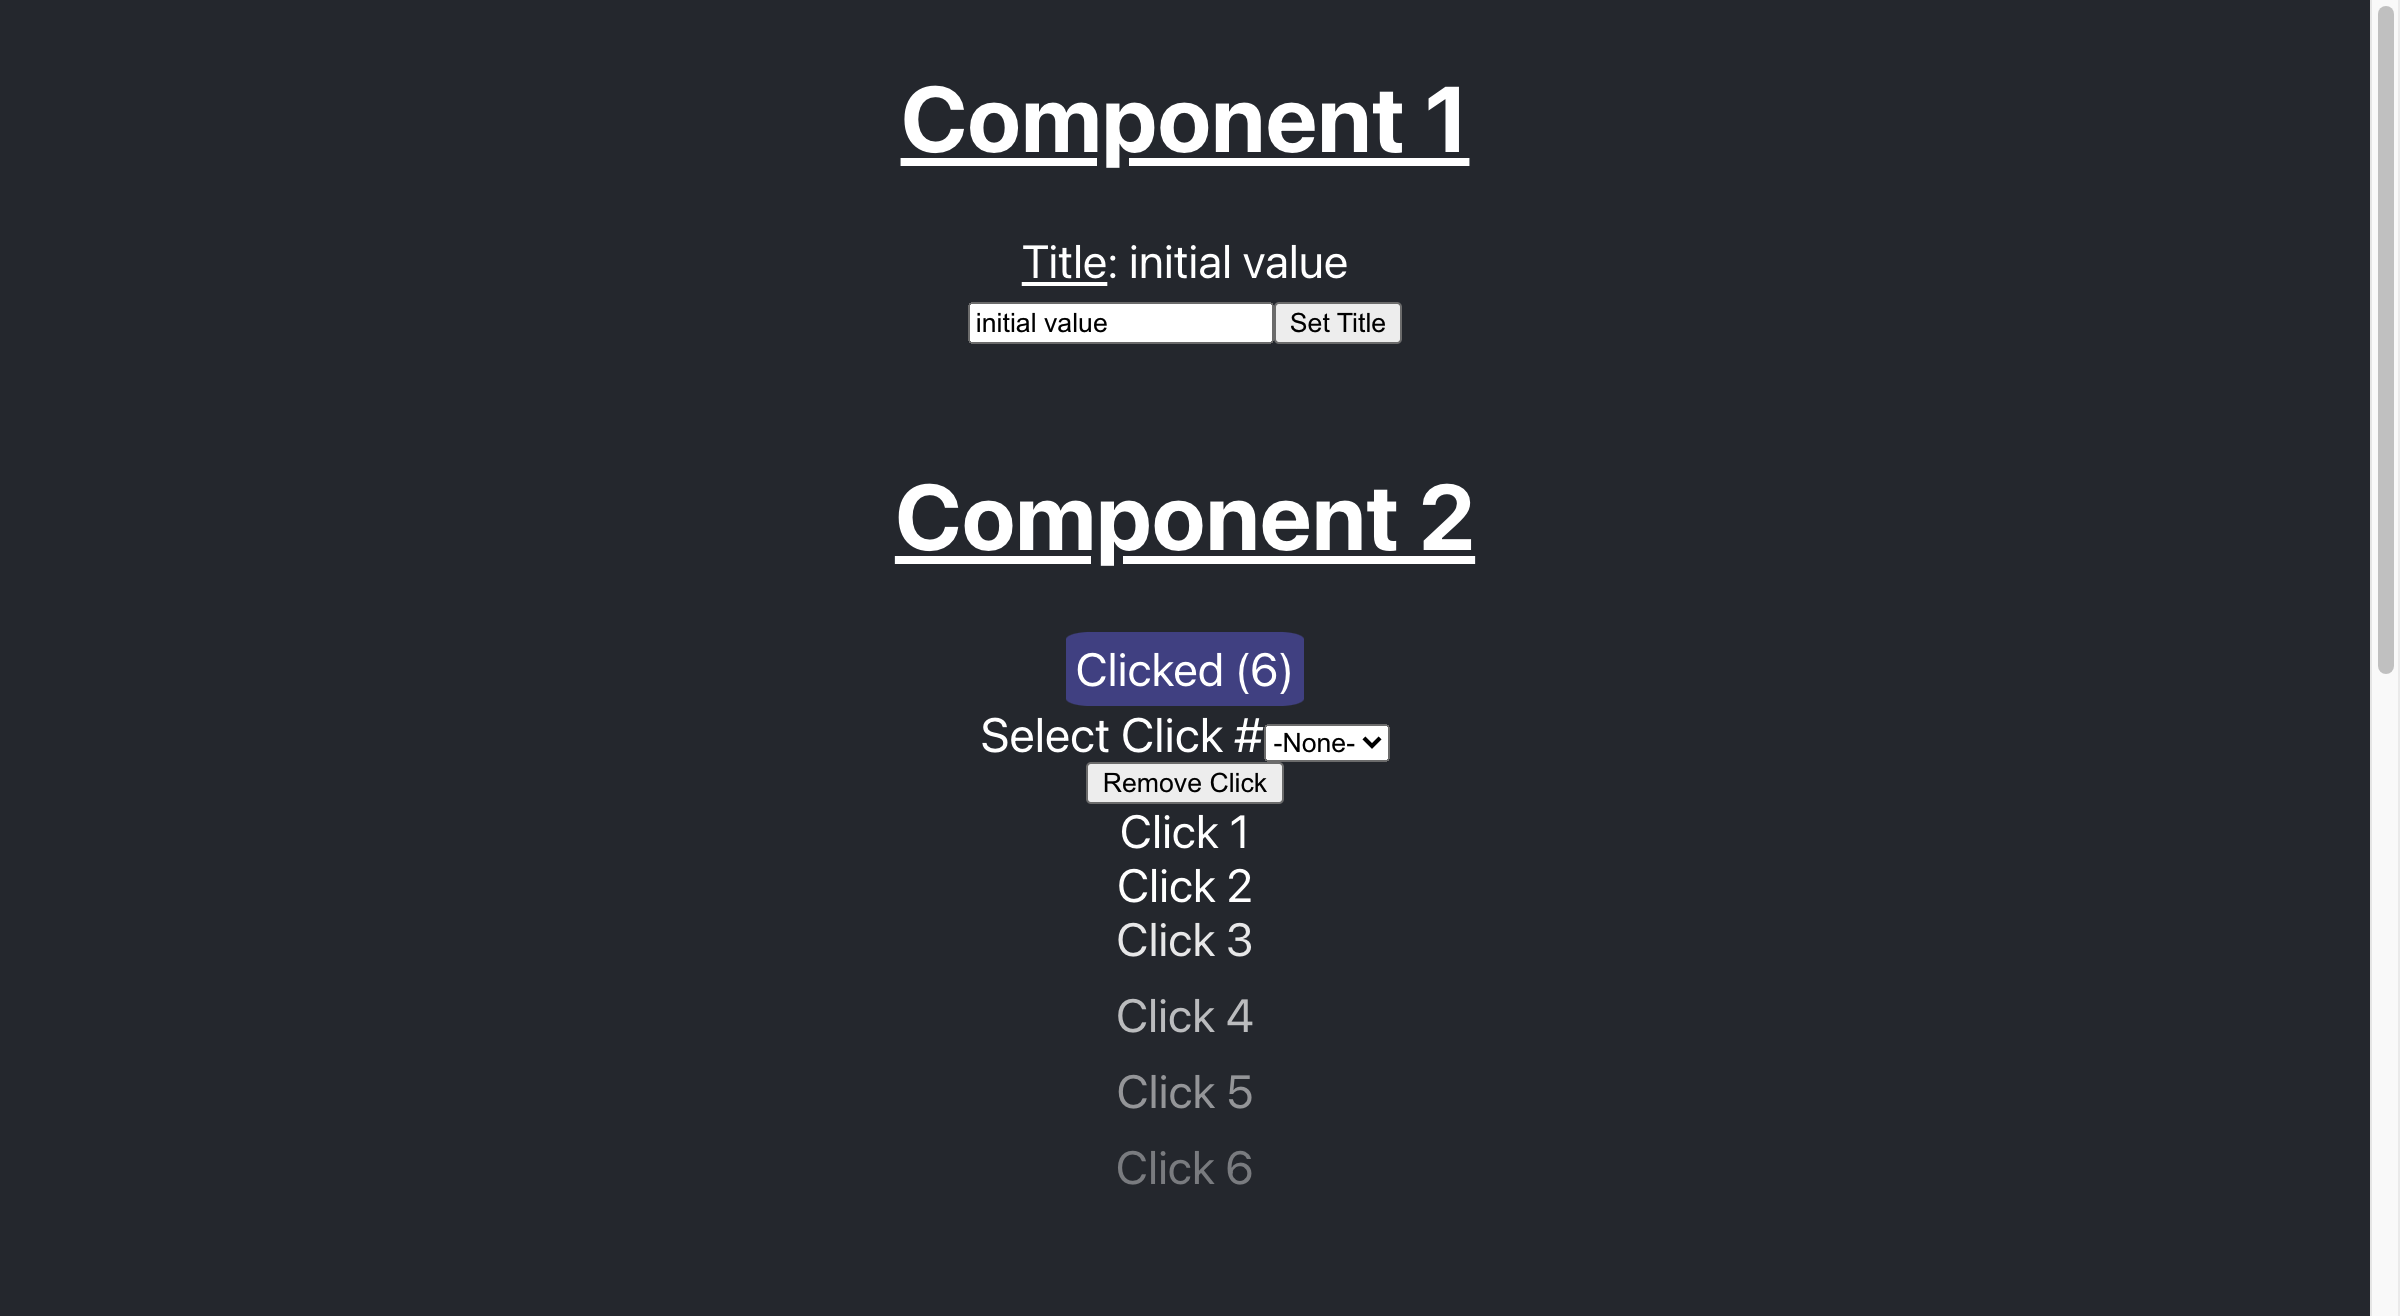 Component 1
Title: initial value
initial value Set Title
Component 2
Clicked (6)
Select Click # -None-
Remove Click
Click 1
Click 2
Click 3
Click 4
Click 5
Click 6